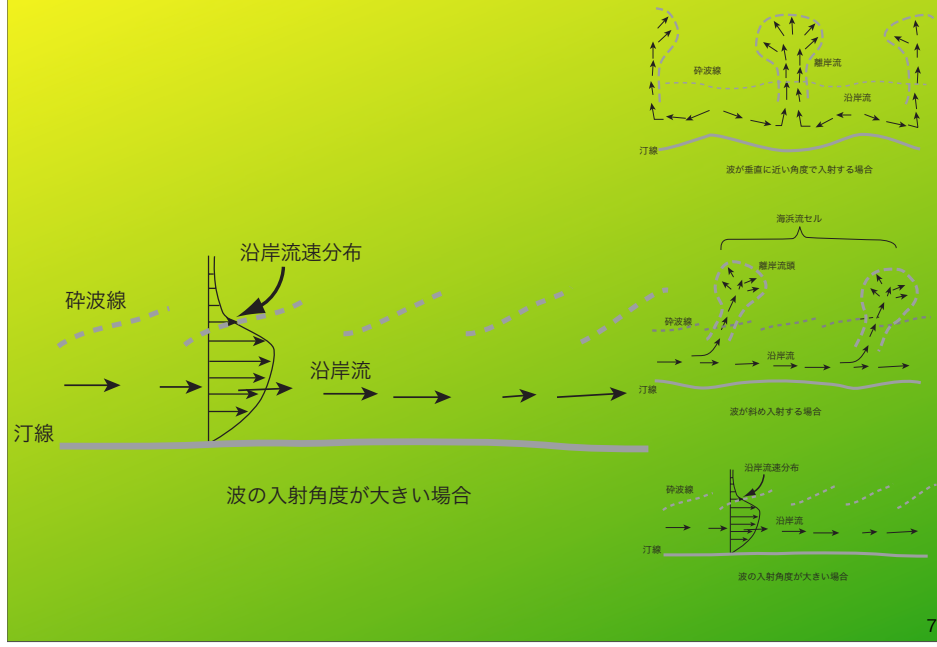 沿岸流速分布
砕波線
沿岸流
汀線
波の入射角度が大きい場合
離岸流
砕波線
沿岸流
汀線
波が垂直に近い角度で入射する場合
海浜流セル
離岸流頭
砕波線
沿岸流
汀線
波が斜め入射する場合
沿岸流速分布
砕波線
沿岸流
汀線
波の入射角度が大きい場合
7